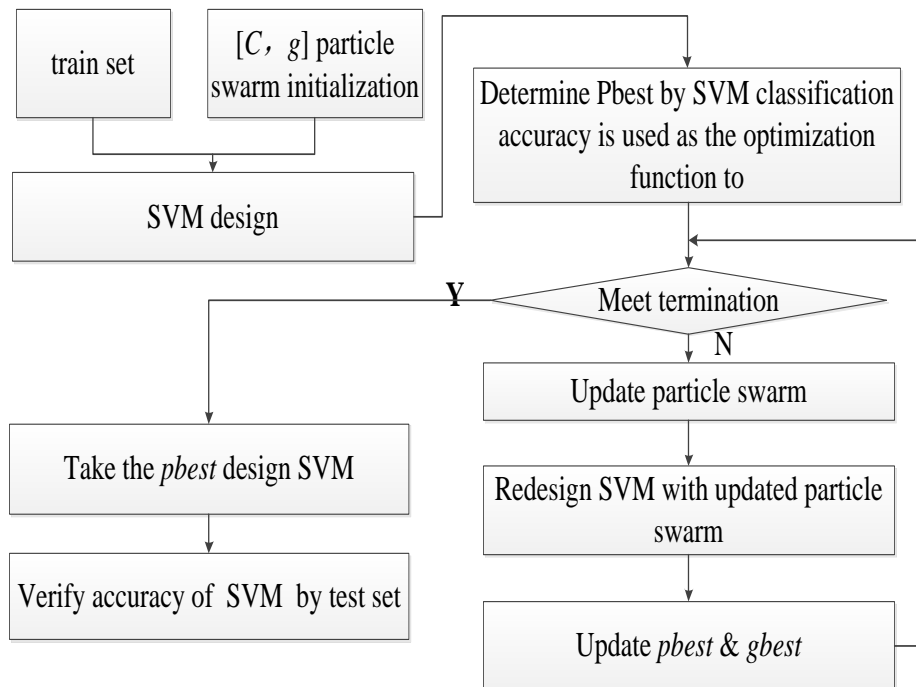 train set
[C，g] particle
swarm initialization
SVM design
Determine Pbest by SVM classification
accuracy is used as the optimization
function to
Meet termination
Y
N
Update particle swarm
Redesign SVM with updated particle
swarm
Update pbest & gbest
Take the pbest design SVM
Verify accuracy of SVM by test set